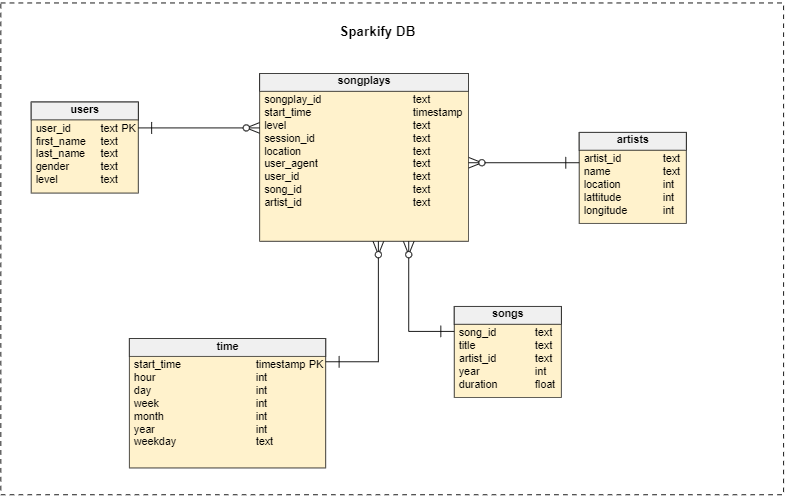 Sparkify DB
songplays
songplay_id text
start_time timestamp
level text
session_id text
location text
user_agent text
user_id text
song_id text
artist_id text
users
user_id text PK
first_name text
last_name text
gender text
level text
artists
artist_id text
name text
location int
lattitude int
longitude int
songs
song_id text
title text
artist_id text
year int
duration float
time
start_time timestamp PK
hour int
day int
week int
month int
year int
weekday text